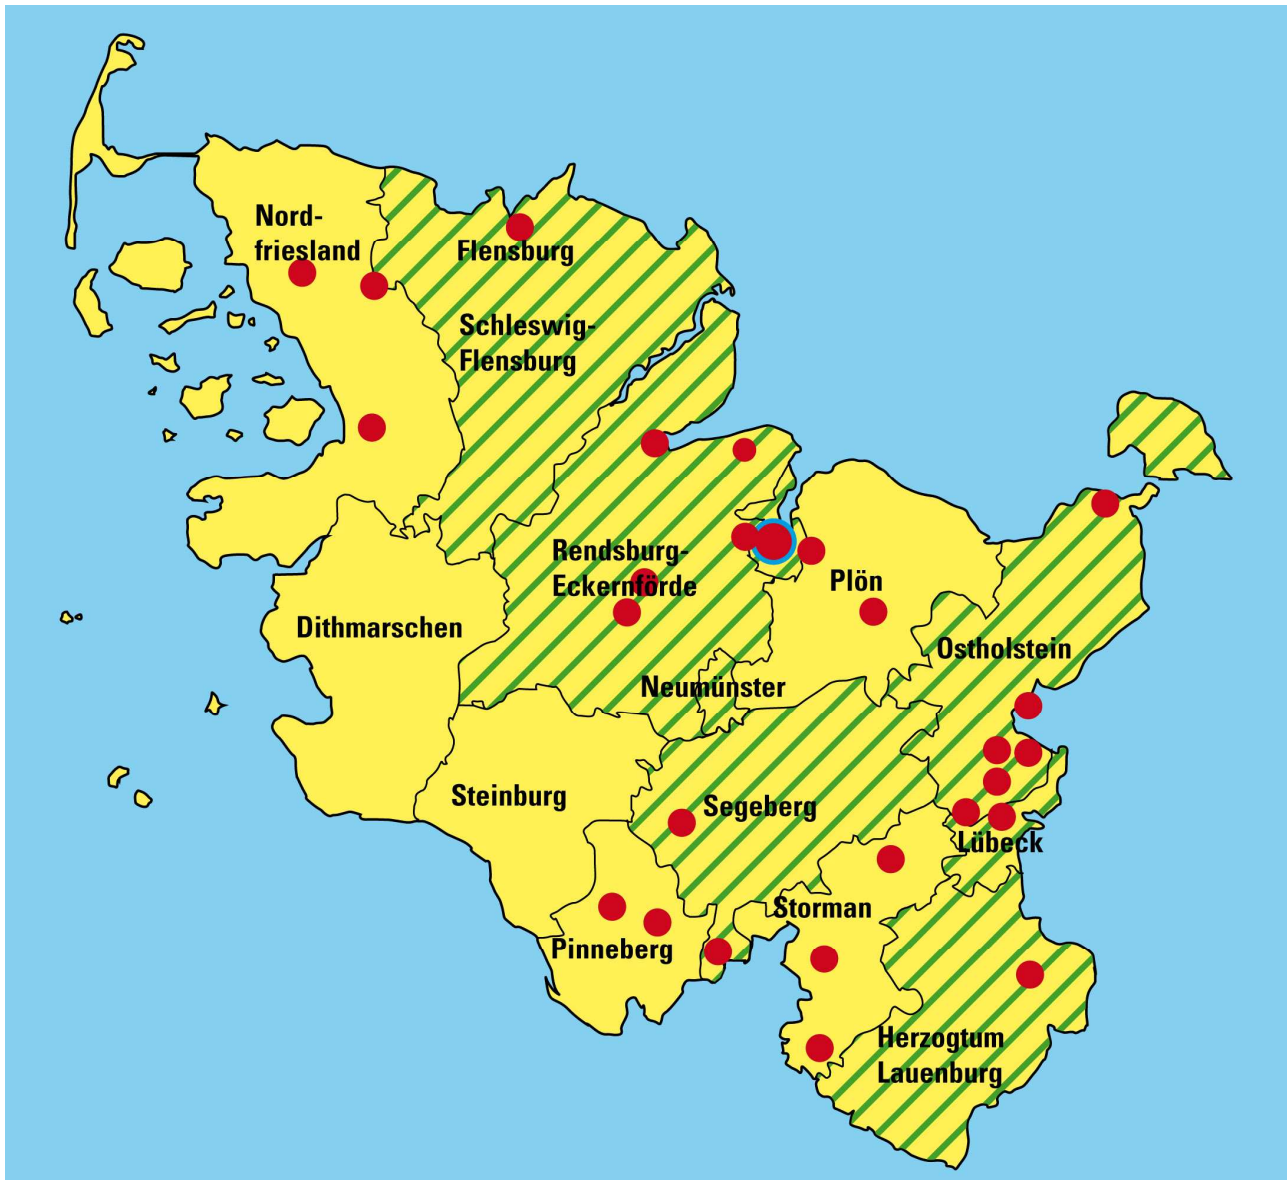 Nord-
friesland
Flensburg
Schleswig-
Flensburg
Rendsburg-
Eckernförde
Plön
Dithmarschen
Ostholstein
Neumünster
Steinburg
Segeberg
Lübeck
Storman
Pinneberg
Herzogtum
Lauenburg